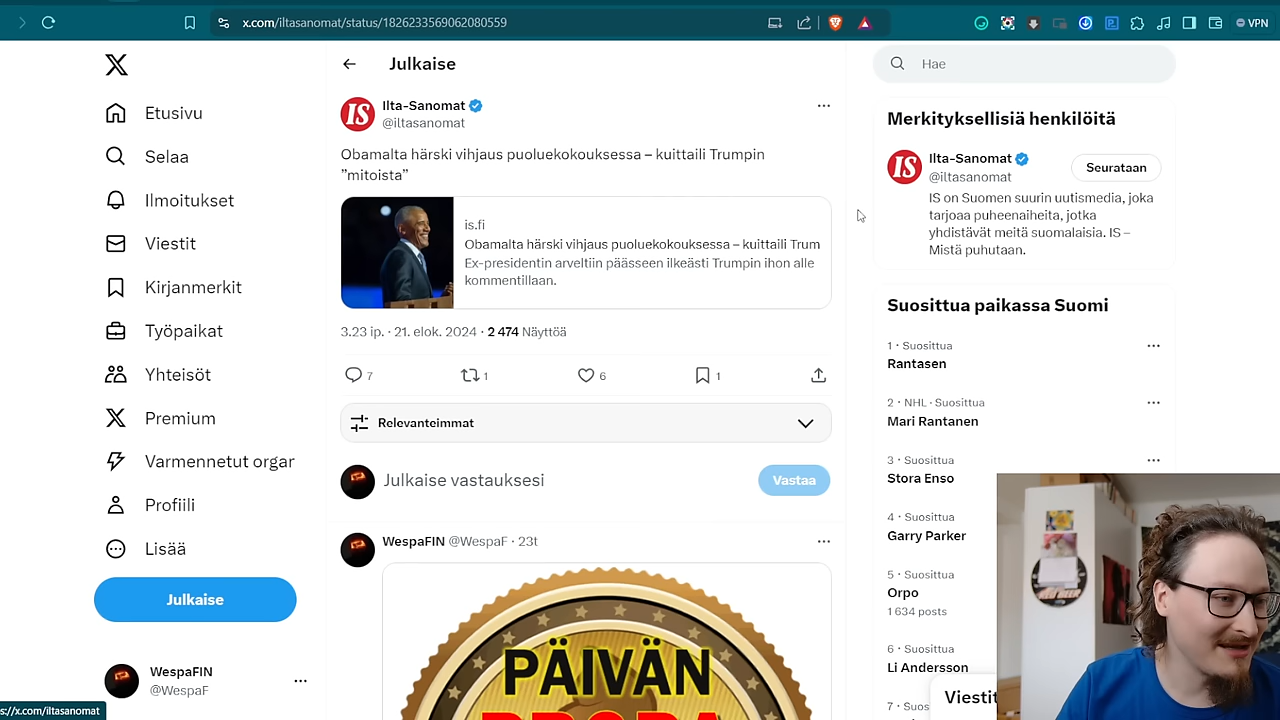 x.com/iltasanomat/status/1826233569062080559
VPN
Julkaise
Hae
Etusivu
Selaa
Ilmoitukset
Viestit
Kirjanmerkit
Työpaikat
Yhteisöt
Premium
Varmennetut orgar
Profiili
Lisää
Julkaise
WespaFIN
@WespaF
s://x.com/iltasanomat
IS
Ilta-Sanomat
@iltasanomat
Obamalta härski vihjaus puoluekokouksessa – kuittaili Trumpin
”mitoista”
is.fi
Obamalta härski vihjaus puoluekokouksessa – kuittaili Trum
Ex-presidentin arveltiin päässeen ilkeästi Trumpin ihon alle
kommentillaan.
3.23 ip. · 21. elok. 2024 · 2 474 Näyttöä
7 1 6 1
Relevanteimmat
Julkaise vastauksesi
Vastaa
WespaFIN @WespaF · 23t
PÄIVÄN
Merkityksellisiä henkilöitä
IS
Ilta-Sanomat
@iltasanomat
Seurataan
IS on Suomen suurin uutismedia, joka
tarjoaa puheenaiheita, jotka
yhdistävät meitä suomalaisia. IS –
Mistä puhutaan.
Suosittua paikassa Suomi
1 · Suosittua
Rantasen
2 · NHL · Suosittua
Mari Rantanen
3 · Suosittua
Stora Enso
4 · Suosittua
Garry Parker
5 · Suosittua
Orpo
1 634 posts
6 · Suosittua
Li Andersson
7 · Suos
Viestit